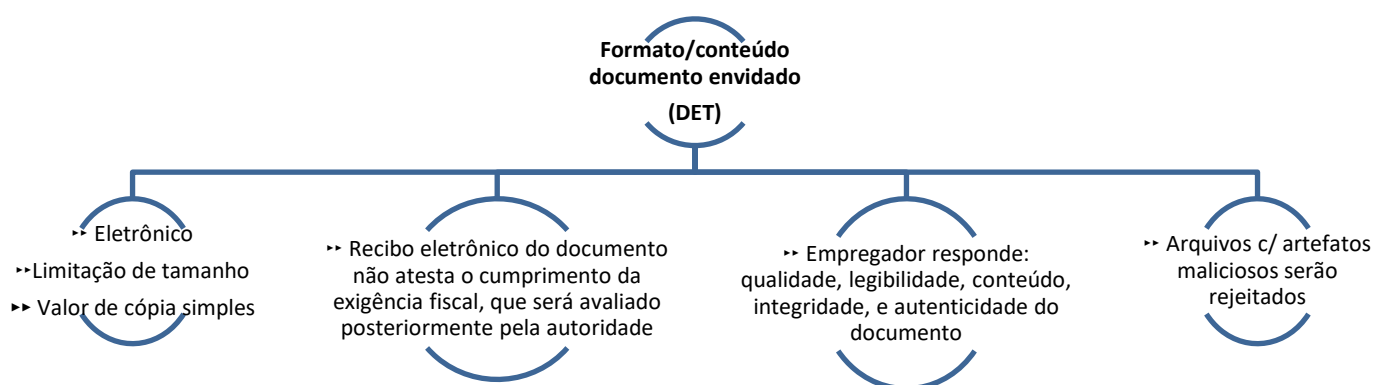 Formato/conteúdo
documento envidado
(DET)
▸▸ Eletrônico
▸▸Limitação de tamanho
▸▸ Valor de cópia simples
▸▸ Recibo eletrônico do documento
não atesta o cumprimento da
exigência fiscal, que será avaliado
posteriormente pela autoridade
▸▸ Empregador responde:
qualidade, legibilidade, conteúdo,
integridade, e autenticidade do
documento
▸▸ Arquivos c/ artefatos
maliciosos serão
rejeitados